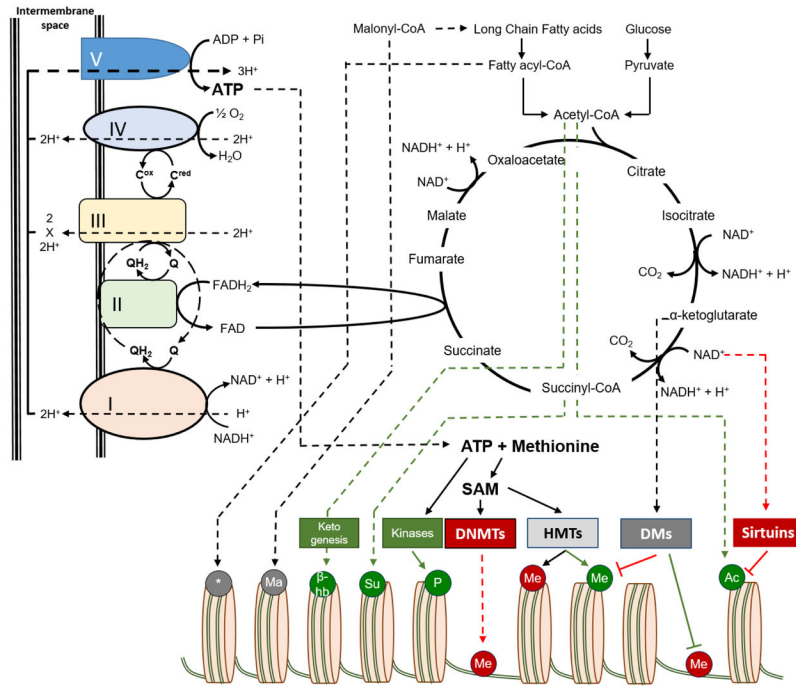 Intermembrane
space
V
ADP + Pi
3H⁺
ATP
IV
½ O₂
2H⁺
2H⁺
H₂O
Cᵒˣ
Cʳᵉᵈ
III
2
X
2H⁺
2H⁺
QH₂
Q
II
FADH₂
FAD
QH₂
Q
I
NAD⁺ + H⁺
2H⁺
H⁺
NADH⁺
Malonyl-CoA
Long Chain Fatty acids
Glucose
Fatty acyl-CoA
Pyruvate
Acetyl-CoA
NADH⁺ + H⁺
Oxaloacetate
NAD⁺
Citrate
Malate
Isocitrate
NAD⁺
Fumarate
CO₂
NADH⁺ + H⁺
α-ketoglutarate
Succinate
CO₂
NAD⁺
Succinyl-CoA
NADH⁺ + H⁺
ATP + Methionine
SAM
Keto
genesis
Kinases
DNMTs
HMTs
DMs
Sirtuins
*
Ma
β-
hb
Su
P
Me
Me
Me
Me
Ac